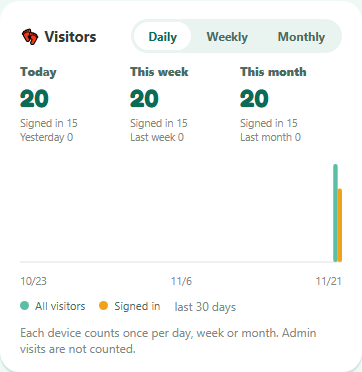 Visitors
Daily Weekly Monthly
Today This week This month
20 20 20
Signed in 15 Signed in 15 Signed in 15
Yesterday 0 Last week 0 Last month 0
10/23 11/6 11/21
All visitors Signed in last 30 days
Each device counts once per day, week or month. Admin
visits are not counted.